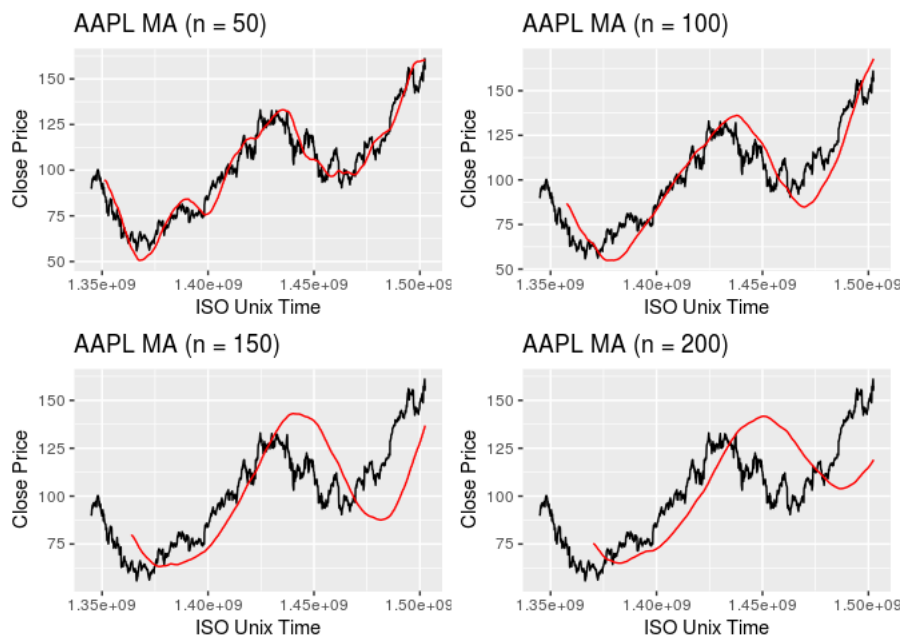 AAPL MA (n = 50)
Close Price
150
125
100
75
50
1.35e+09 1.40e+09 1.45e+09 1.50e+09
ISO Unix Time
AAPL MA (n = 100)
Close Price
150
125
100
75
50
1.35e+09 1.40e+09 1.45e+09 1.50e+09
ISO Unix Time
AAPL MA (n = 150)
Close Price
150
125
100
75
1.35e+09 1.40e+09 1.45e+09 1.50e+09
ISO Unix Time
AAPL MA (n = 200)
Close Price
150
125
100
75
1.35e+09 1.40e+09 1.45e+09 1.50e+09
ISO Unix Time